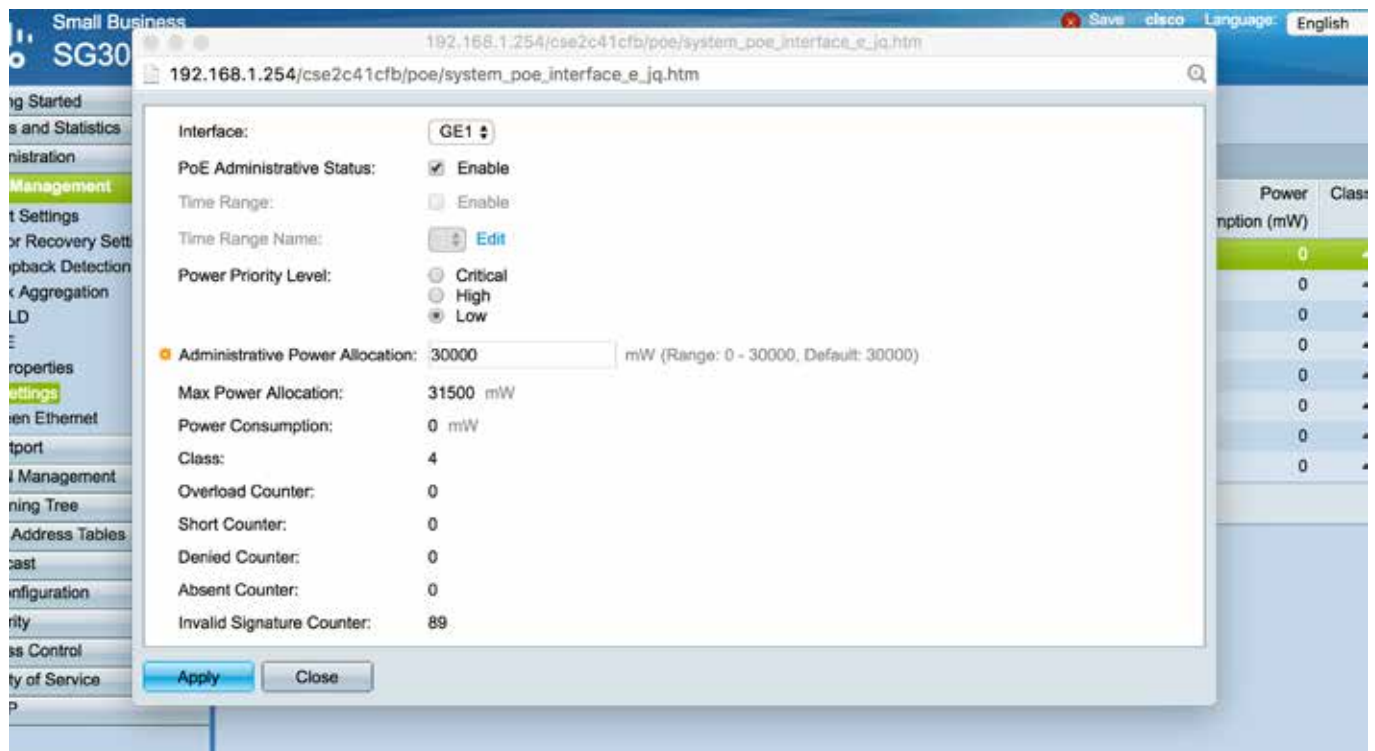 Small Business
SG30
Save cisco Language: English
192.168.1.254/cse2c41cfb/poe/system_poe_interface_e_jq.htm
192.168.1.254/cse2c41cfb/poe/system_poe_interface_e_jq.htm
ng Started
s and Statistics
nistration
Management
t Settings
or Recovery Setti
opback Detection
k Aggregation
LD
E
roperties
ettings
en Ethernet
tport
N Management
ning Tree
Address Tables
cast
nfiguration
rity
ss Control
ty of Service
P
Interface: GE1
PoE Administrative Status: Enable
Time Range: Enable
Time Range Name: Edit
Power Priority Level: Critical
High
Low
Administrative Power Allocation: 30000 mW (Range: 0 - 30000, Default: 30000)
Max Power Allocation: 31500 mW
Power Consumption: 0 mW
Class: 4
Overload Counter: 0
Short Counter: 0
Denied Counter: 0
Absent Counter: 0
Invalid Signature Counter: 89
Apply Close
Power Class
mption (mW)
0
0
0
0
0
0
0
0